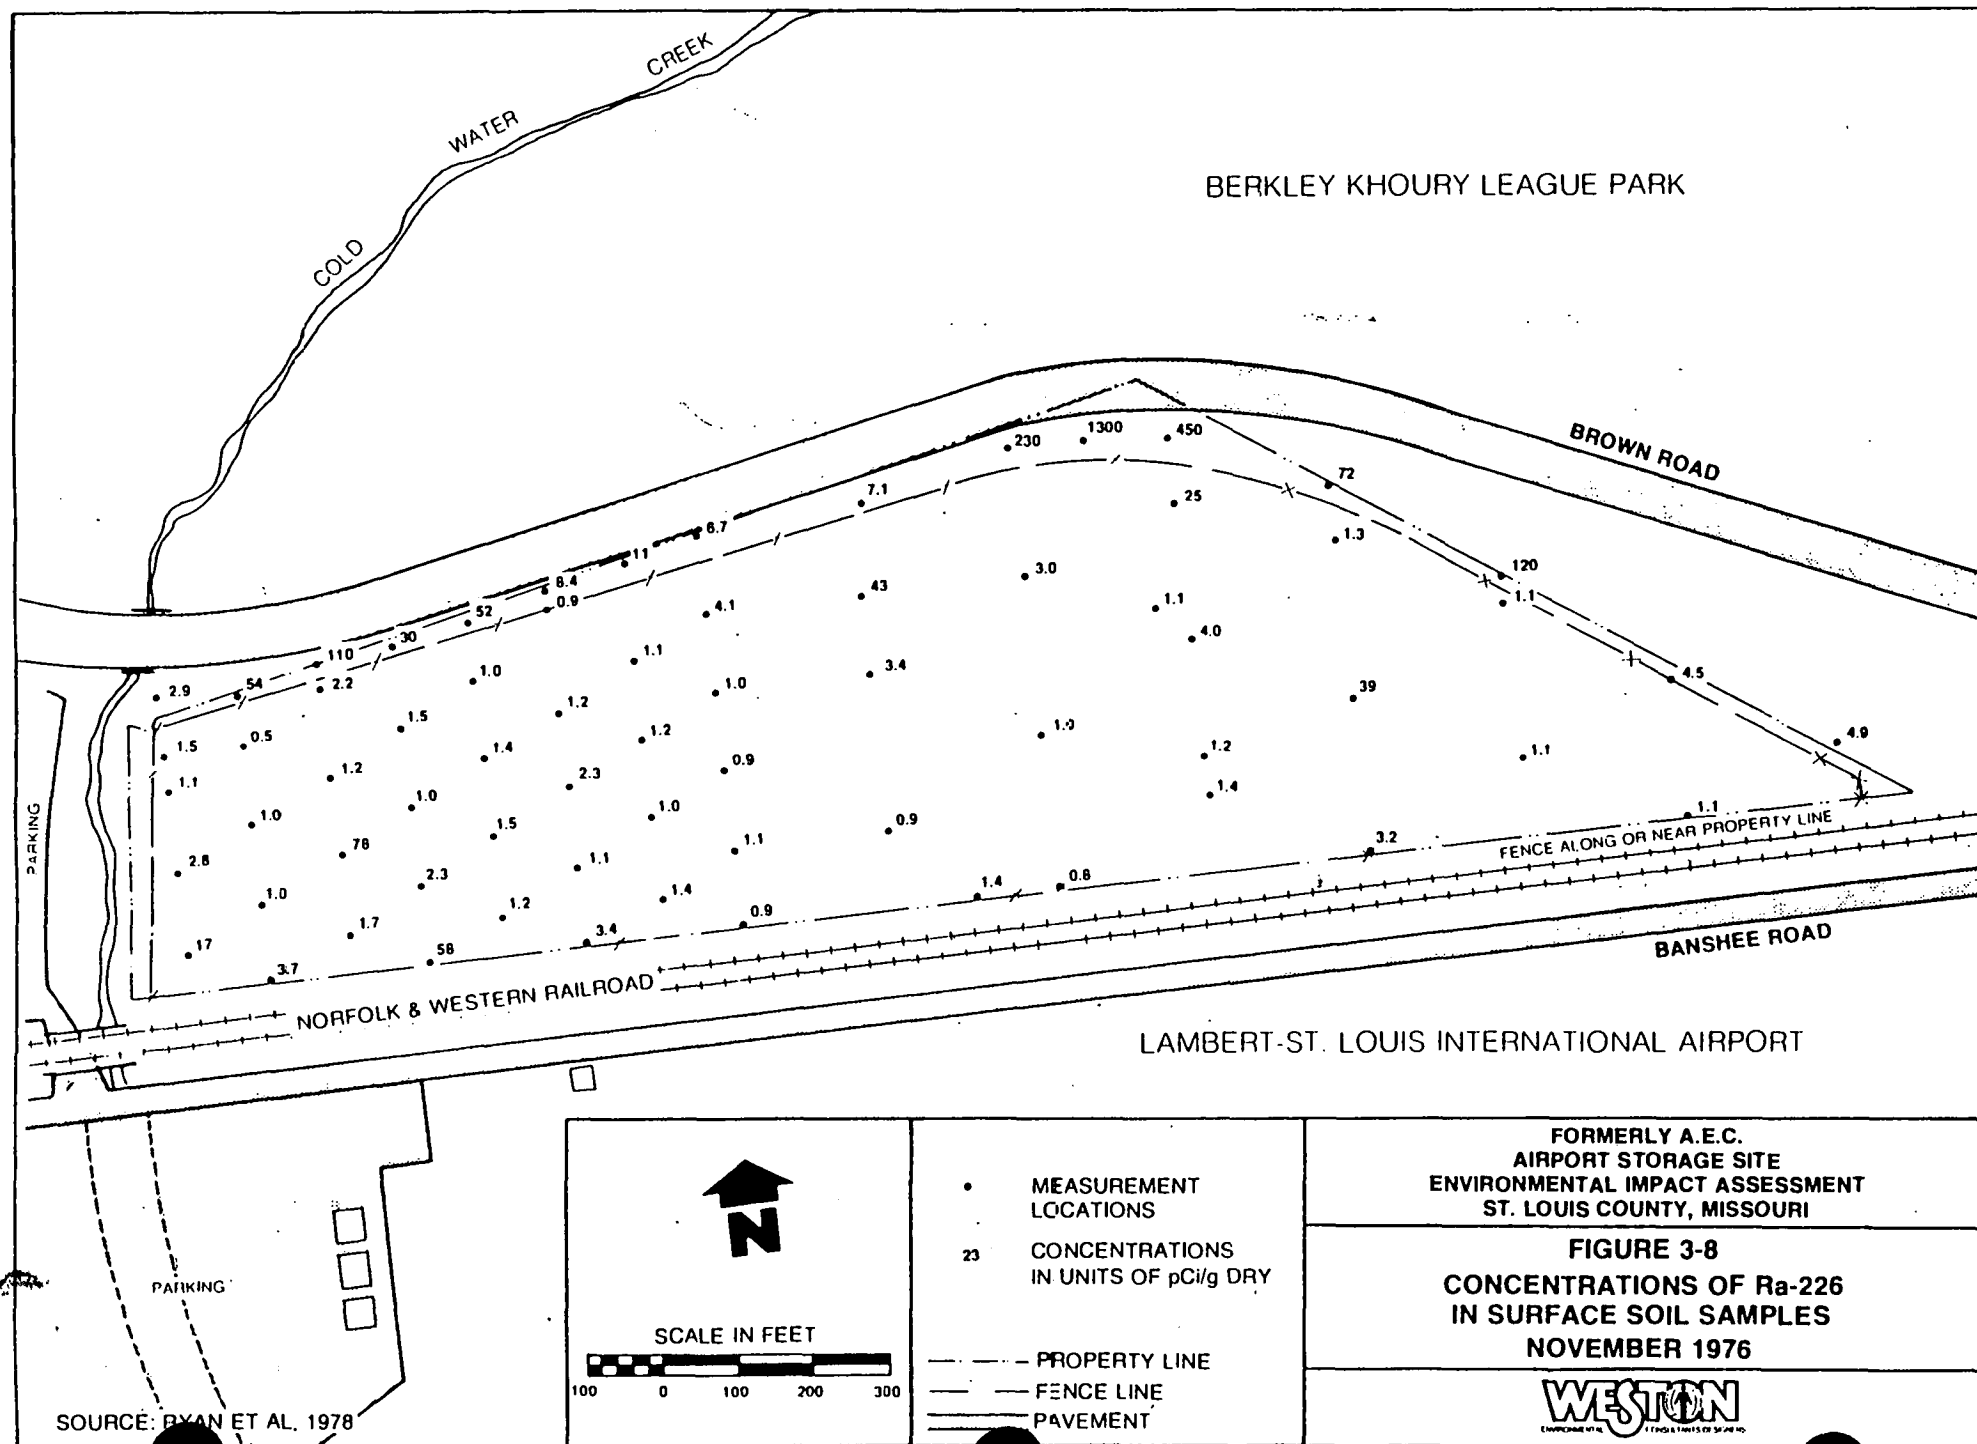 CREEK
WATER
COLD
BERKLEY KHOURY LEAGUE PARK
BROWN ROAD
230
1300
450
72
7.1
25
6.7
1.3
11
8.4
120
43
3.0
52
0.9
4.1
1.1
1.1
30
4.0
110
1.1
3.4
4.5
2.9
54
2.2
1.0
1.0
39
1.5
1.2
1.0
4.9
1.5
0.5
1.4
1.2
1.2
1.1
1.1
1.2
2.3
0.9
1.4
1.0
1.0
1.0
1.1
78
1.5
0.9
3.2
2.8
1.1
1.1
2.3
1.0
1.4
1.4
0.8
1.7
1.2
0.9
17
58
3.4
3.7
PARKING
FENCE ALONG OR NEAR PROPERTY LINE
NORFOLK & WESTERN RAILROAD
BANSHEE ROAD
LAMBERT-ST. LOUIS INTERNATIONAL AIRPORT
PARKING
SOURCE: RYAN ET AL, 1978
N
SCALE IN FEET
100 0 100 200 300
MEASUREMENT
LOCATIONS
23 CONCENTRATIONS
IN UNITS OF pCi/g DRY
PROPERTY LINE
FENCE LINE
PAVEMENT
FORMERLY A.E.C.
AIRPORT STORAGE SITE
ENVIRONMENTAL IMPACT ASSESSMENT
ST. LOUIS COUNTY, MISSOURI
FIGURE 3-8
CONCENTRATIONS OF Ra-226
IN SURFACE SOIL SAMPLES
NOVEMBER 1976
WESTON